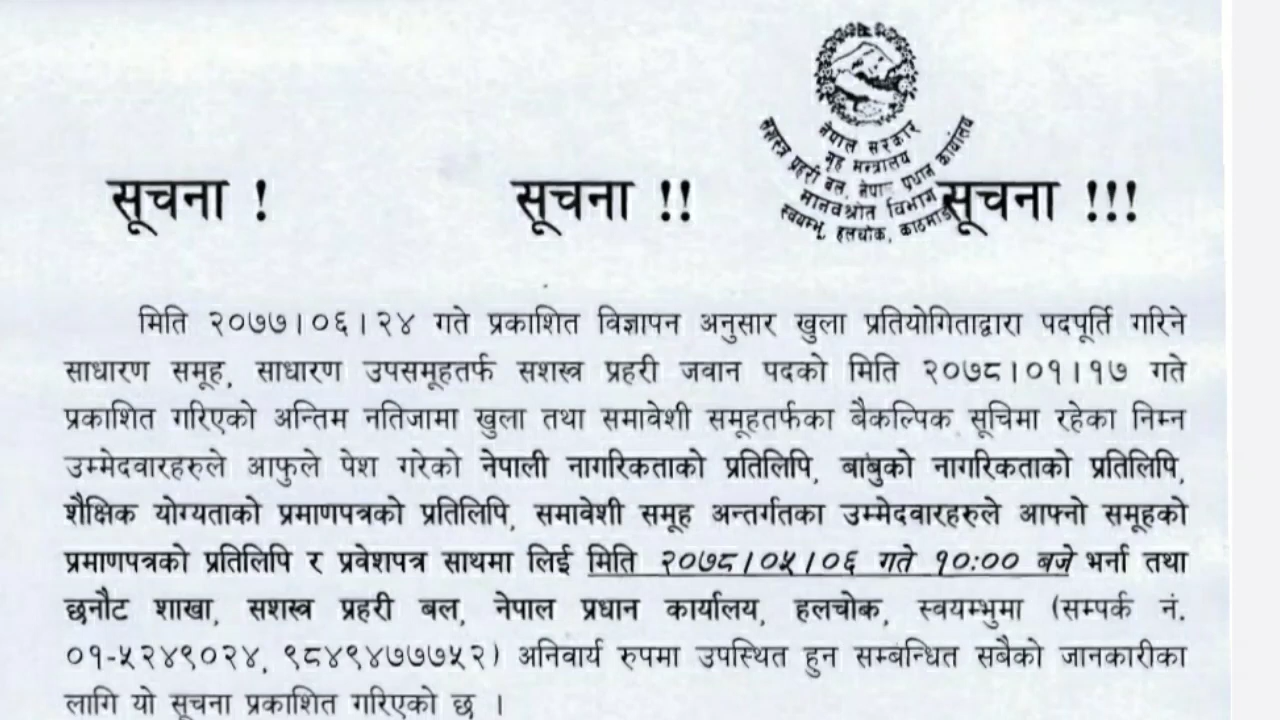 नेपाल सरकार
गृह मन्त्रालय
सशस्त्र प्रहरी बल, नेपाल प्रधान कार्यालय
मानवश्रोत विभाग
स्वयम्भू, हलचोक, काठमाडौं
सूचना ! सूचना !! सूचना !!!
मिति २०७७।०६।२४ गते प्रकाशित विज्ञापन अनुसार खुला प्रतियोगिताद्वारा पदपूर्ति गरिने
साधारण समूह, साधारण उपसमूहतर्फ सशस्त्र प्रहरी जवान पदको मिति २०७८।०१।१७ गते
प्रकाशित गरिएको अन्तिम नतिजामा खुला तथा समावेशी समूहतर्फका बैकल्पिक सूचिमा रहेका निम्न
उम्मेदवारहरुले आफुले पेश गरेको नेपाली नागरिकताको प्रतिलिपि, बाबुको नागरिकताको प्रतिलिपि,
शैक्षिक योग्यताको प्रमाणपत्रको प्रतिलिपि, समावेशी समूह अन्तर्गतका उम्मेदवारहरुले आफ्नो समूहको
प्रमाणपत्रको प्रतिलिपि र प्रवेशपत्र साथमा लिई मिति २०७८।०५।०६ गते १०:०० बजे भर्ना तथा
छनौट शाखा, सशस्त्र प्रहरी बल, नेपाल प्रधान कार्यालय, हलचोक, स्वयम्भुमा (सम्पर्क नं.
०१-५२४९०२४, ९८४९४७७७५२) अनिवार्य रुपमा उपस्थित हुन सम्बन्धित सबैको जानकारीका
लागि यो सूचना प्रकाशित गरिएको छ ।